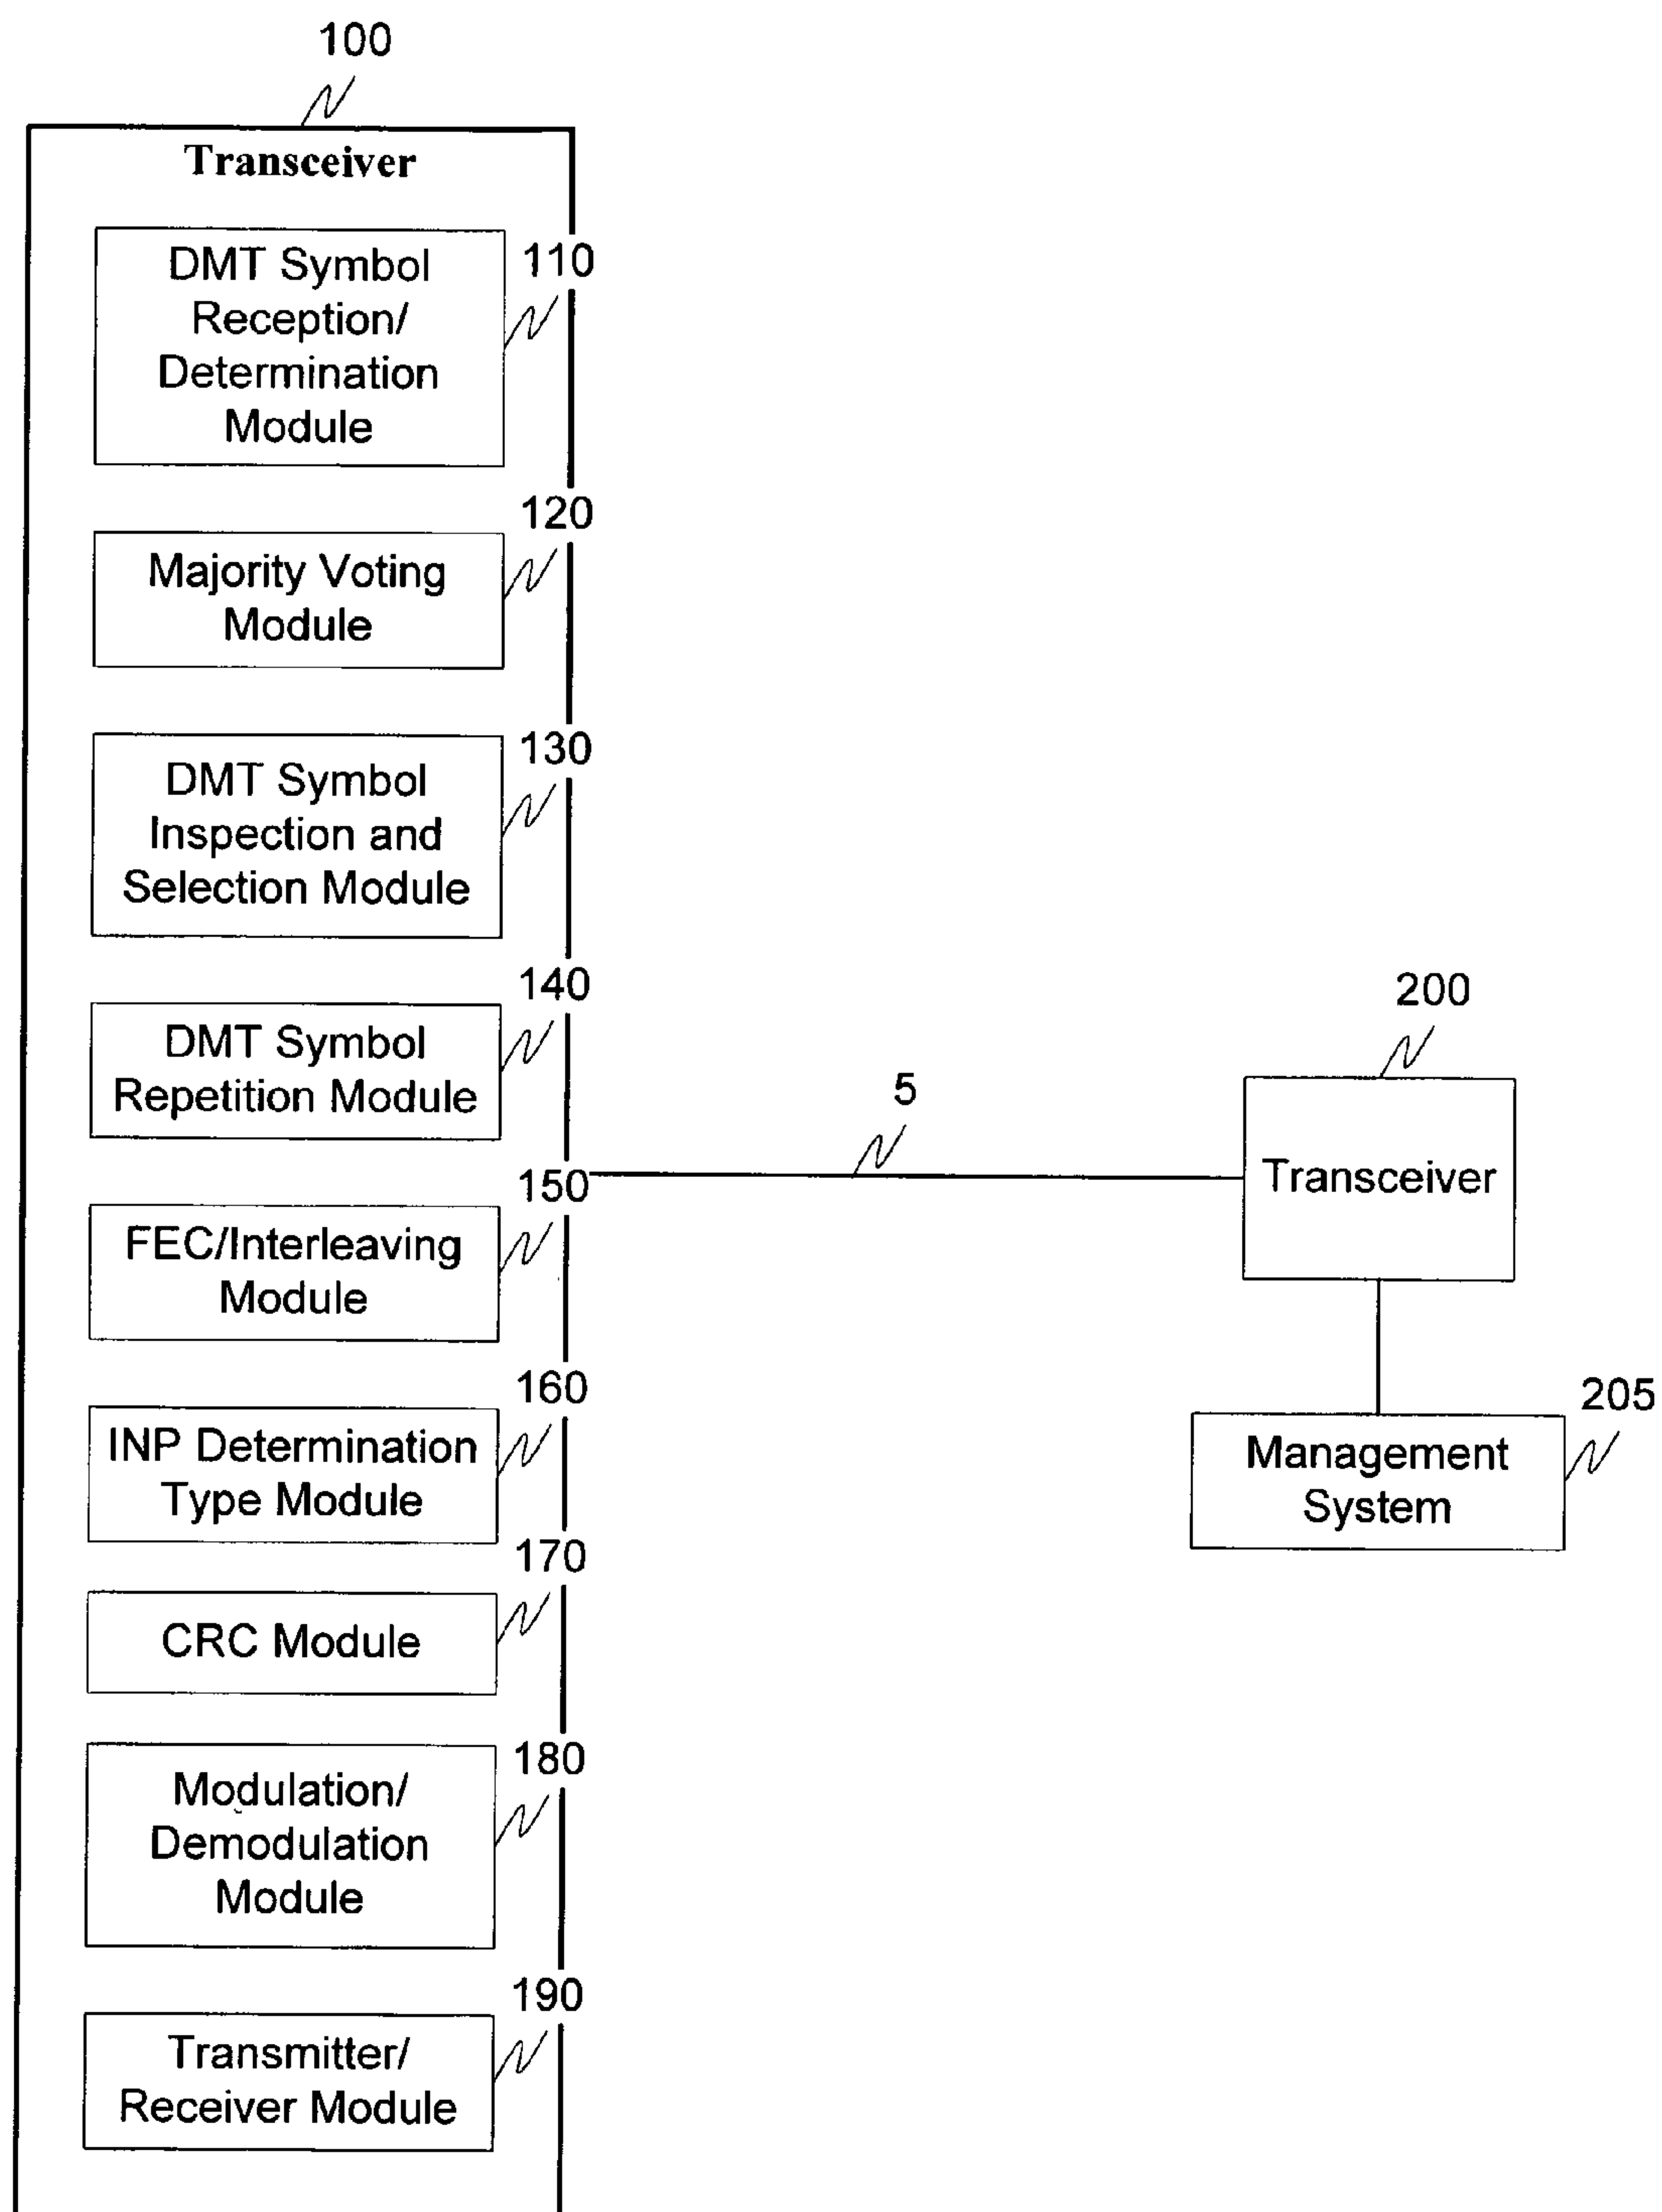 100
Transceiver
DMT Symbol
Reception/
Determination
Module
110
Majority Voting
Module
120
DMT Symbol
Inspection and
Selection Module
130
DMT Symbol
Repetition Module
140
FEC/Interleaving
Module
150
INP Determination
Type Module
160
CRC Module
170
Modulation/
Demodulation
Module
180
Transmitter/
Receiver Module
190
5
200
Transceiver
205
Management
System